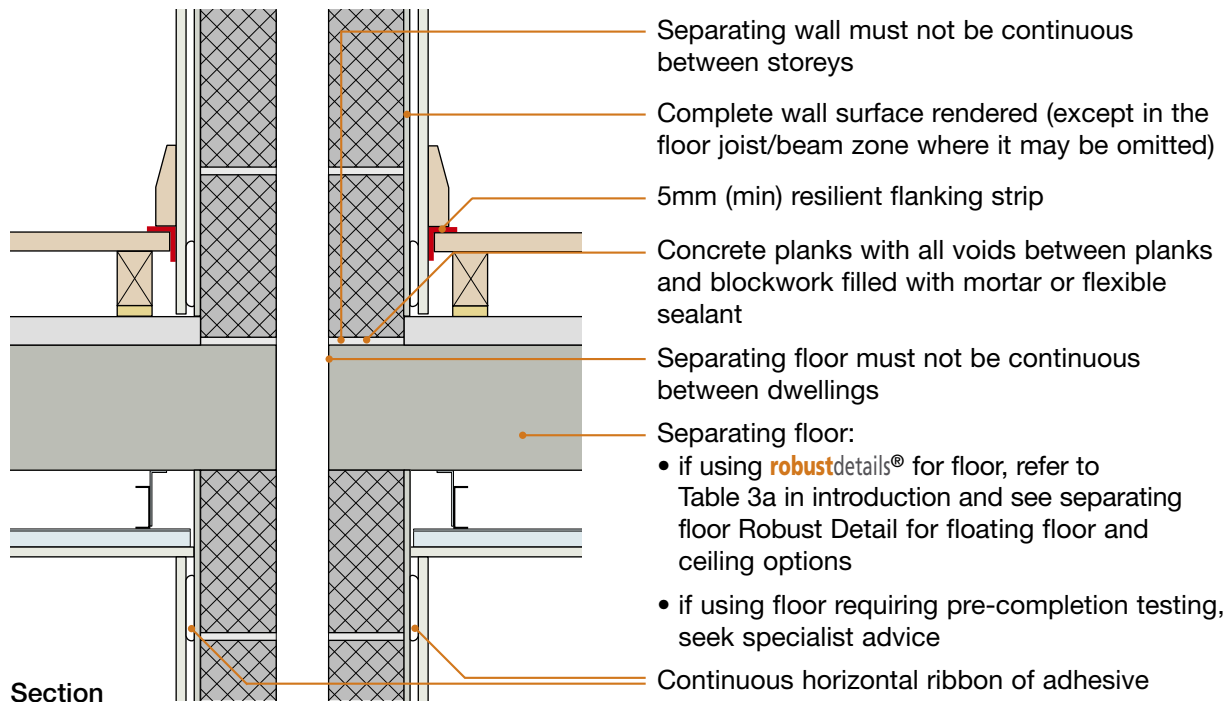 Separating wall must not be continuous
between storeys
Complete wall surface rendered (except in the
floor joist/beam zone where it may be omitted)
5mm (min) resilient flanking strip
Concrete planks with all voids between planks
and blockwork filled with mortar or flexible
sealant
Separating floor must not be continuous
between dwellings
Separating floor:
• if using robustdetails® for floor, refer to
Table 3a in introduction and see separating
floor Robust Detail for floating floor and
ceiling options
• if using floor requiring pre-completion testing,
seek specialist advice
Continuous horizontal ribbon of adhesive
Section